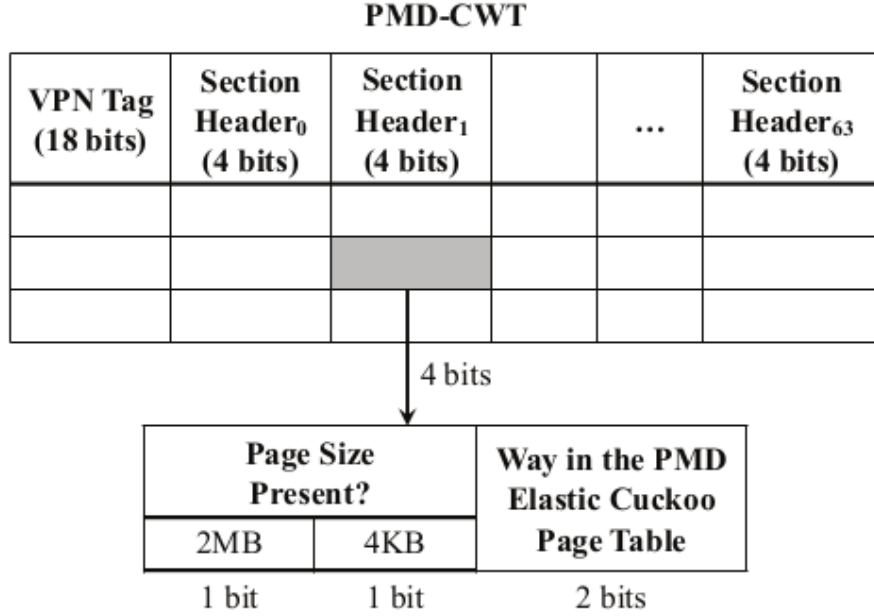 PMD-CWT
VPN Tag
(18 bits)
Section
Header₀
(4 bits)
Section
Header₁
(4 bits)
...
Section
Header₆₃
(4 bits)
4 bits
Page Size
Present?
2MB
4KB
Way in the PMD
Elastic Cuckoo
Page Table
1 bit
1 bit
2 bits